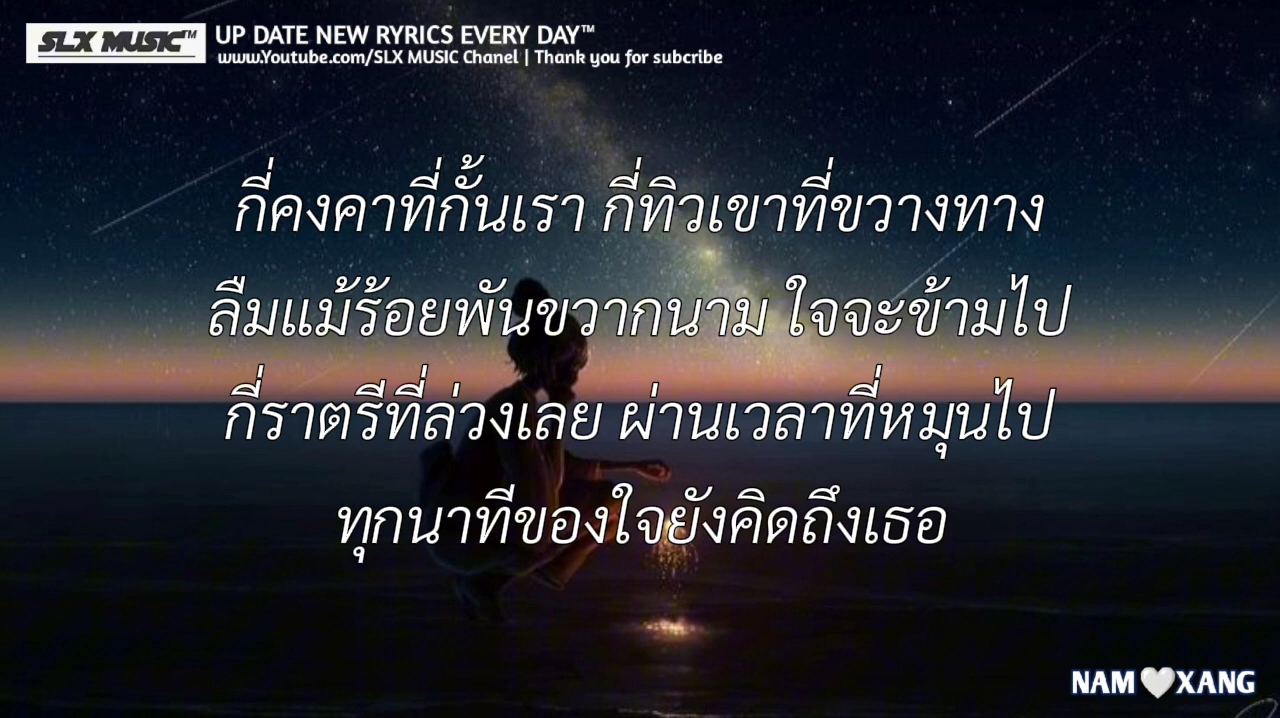 SLX MUSIC™
UP DATE NEW RYRICS EVERY DAY™
www.Youtube.com/SLX MUSIC Chanel | Thank you for subcribe
กี่คงคาที่กั้นเรา กี่ทิวเขาที่ขวางทาง
ลืมแม้ร้อยพันขวากนาม ใจจะข้ามไป
กี่ราตรีที่ล่วงเลย ผ่านเวลาที่หมุนไป
ทุกนาทีของใจยังคิดถึงเธอ
NAM🤍XANG